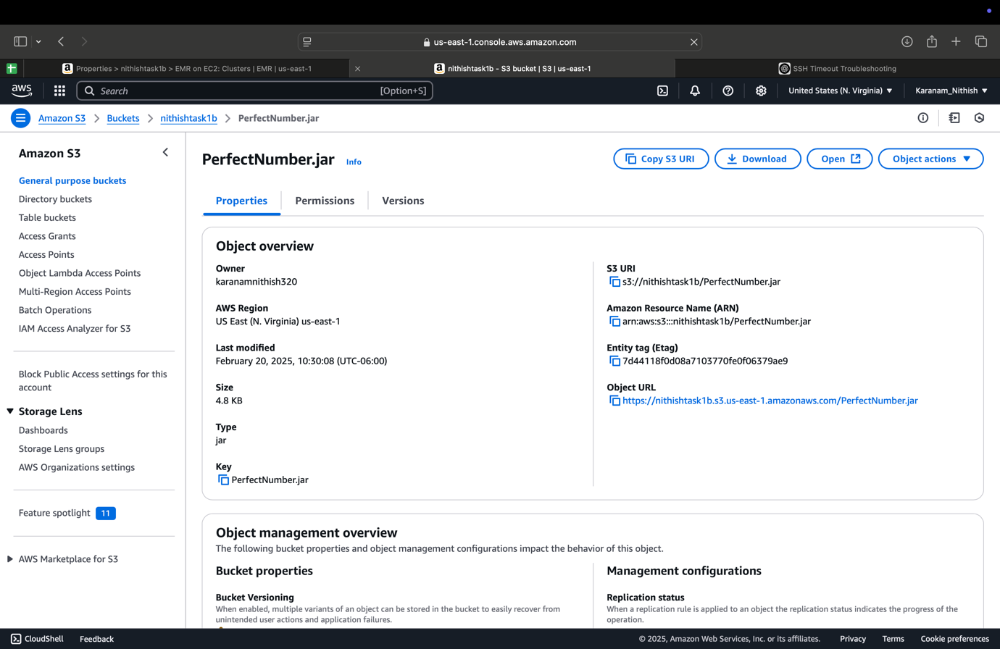 us-east-1.console.aws.amazon.com
Properties > nithishtask1b > EMR on EC2: Clusters | EMR | us-east-1
nithishtask1b - S3 bucket | S3 | us-east-1
SSH Timeout Troubleshooting
aws
Search
[Option+S]
United States (N. Virginia)
Karanam_Nithish
Amazon S3
Buckets
nithishtask1b
PerfectNumber.jar
Amazon S3
General purpose buckets
Directory buckets
Table buckets
Access Grants
Access Points
Object Lambda Access Points
Multi-Region Access Points
Batch Operations
IAM Access Analyzer for S3
Block Public Access settings for this
account
Storage Lens
Dashboards
Storage Lens groups
AWS Organizations settings
Feature spotlight 11
AWS Marketplace for S3
PerfectNumber.jar
Info
Copy S3 URI
Download
Open
Object actions
Properties
Permissions
Versions
Object overview
Owner
karanamnithish320
AWS Region
US East (N. Virginia) us-east-1
Last modified
February 20, 2025, 10:30:08 (UTC-06:00)
Size
4.8 KB
Type
jar
Key
PerfectNumber.jar
S3 URI
s3://nithishtask1b/PerfectNumber.jar
Amazon Resource Name (ARN)
arn:aws:s3:::nithishtask1b/PerfectNumber.jar
Entity tag (Etag)
7d44118f0d08a7103770fe0f06379ae9
Object URL
https://nithishtask1b.s3.us-east-1.amazonaws.com/PerfectNumber.jar
Object management overview
The following bucket properties and object management configurations impact the behavior of this object.
Bucket properties
Bucket Versioning
When enabled, multiple variants of an object can be stored in the bucket to easily recover from
unintended user actions and application failures.
Management configurations
Replication status
When a replication rule is applied to an object the replication status indicates the progress of the
operation.
CloudShell
Feedback
© 2025, Amazon Web Services, Inc. or its affiliates.
Privacy
Terms
Cookie preferences